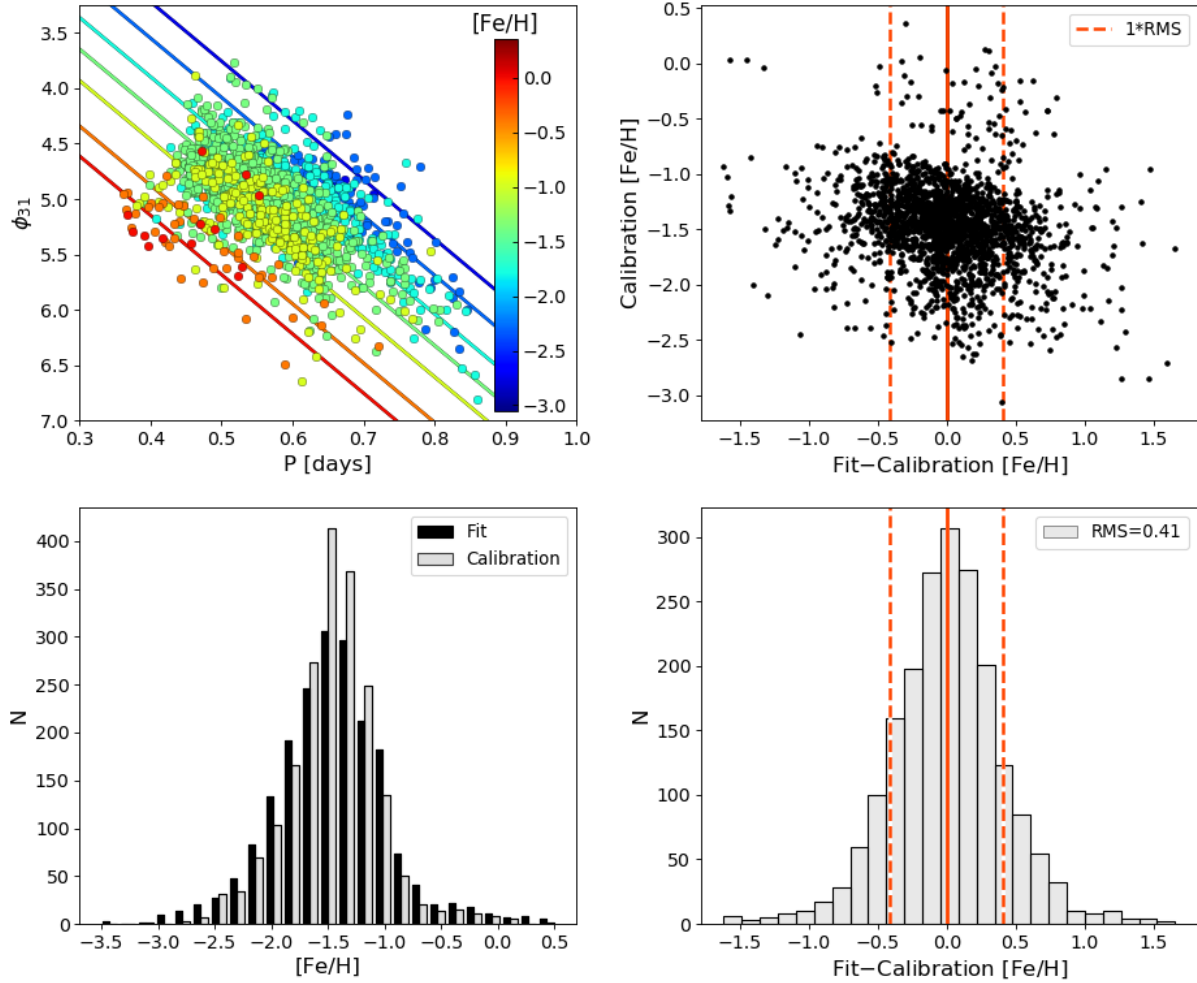 [Fe/H]
3.5
4.0
4.5
5.0
5.5
6.0
6.5
7.0
ϕ31
0.0
−0.5
−1.0
−1.5
−2.0
−2.5
−3.0
0.3 0.4 0.5 0.6 0.7 0.8 0.9 1.0
P [days]
1*RMS
0.5
0.0
−0.5
−1.0
−1.5
−2.0
−2.5
−3.0
Calibration [Fe/H]
−1.5 −1.0 −0.5 0.0 0.5 1.0 1.5
Fit−Calibration [Fe/H]
Fit
Calibration
400
350
300
250
200
150
100
50
0
N
−3.5 −3.0 −2.5 −2.0 −1.5 −1.0 −0.5 0.0 0.5
[Fe/H]
RMS=0.41
300
250
200
150
100
50
0
N
−1.5 −1.0 −0.5 0.0 0.5 1.0 1.5
Fit−Calibration [Fe/H]